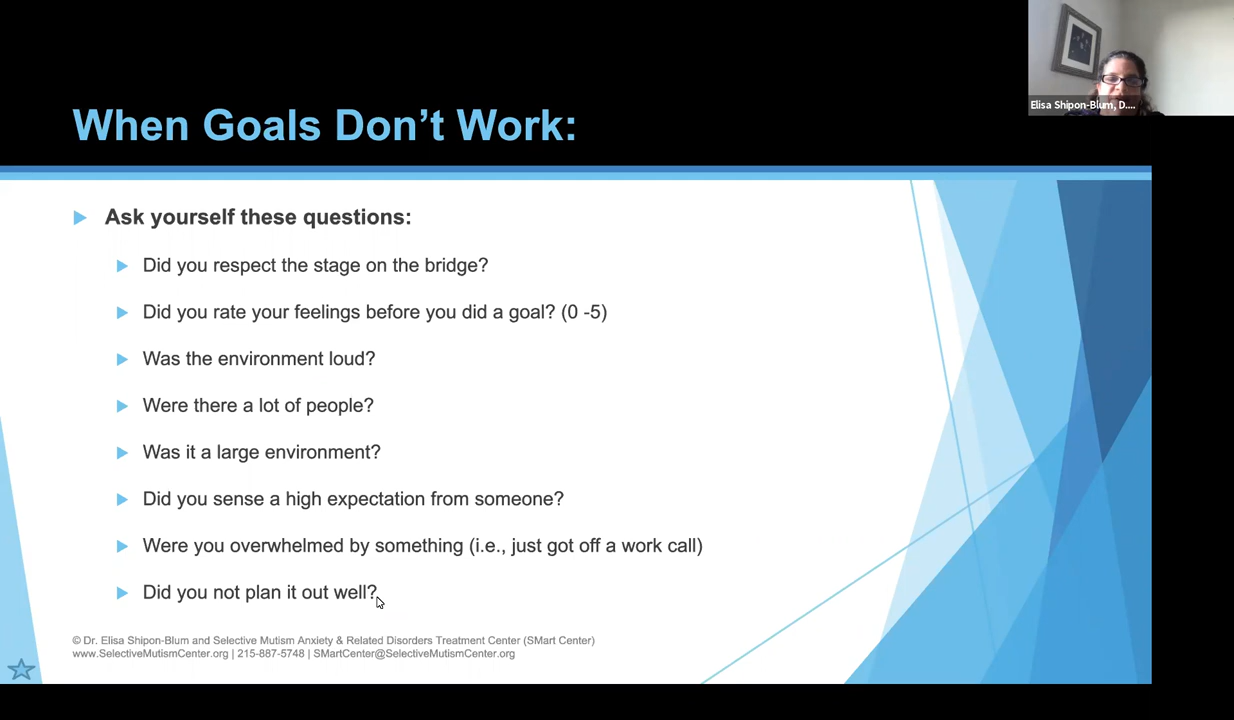 Elisa Shipon-Blum, D....
When Goals Don't Work:
Ask yourself these questions:
Did you respect the stage on the bridge?
Did you rate your feelings before you did a goal? (0 -5)
Was the environment loud?
Were there a lot of people?
Was it a large environment?
Did you sense a high expectation from someone?
Were you overwhelmed by something (i.e., just got off a work call)
Did you not plan it out well?
© Dr. Elisa Shipon-Blum and Selective Mutism Anxiety & Related Disorders Treatment Center (SMart Center)
www.SelectiveMutismCenter.org | 215-887-5748 | SMartCenter@SelectiveMutismCenter.org